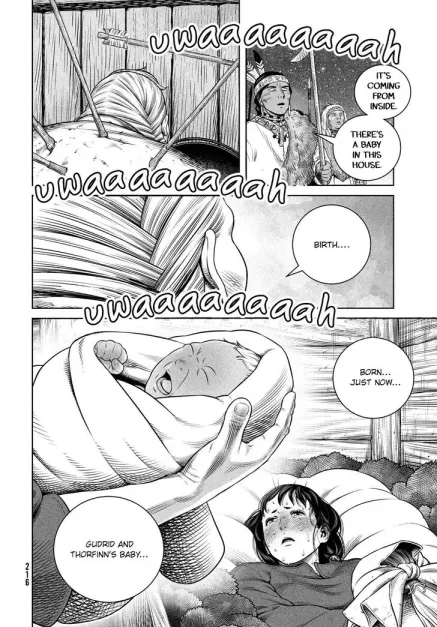 uwaaaaaaaaah
IT'S
COMING
FROM
INSIDE.
THERE'S
A BABY
IN THIS
HOUSE.
uwaaaaaaaaah
BIRTH....
uwaaaaaaaaah
BORN...
JUST NOW...
GUDRID AND
THORFINN'S BABY...
216